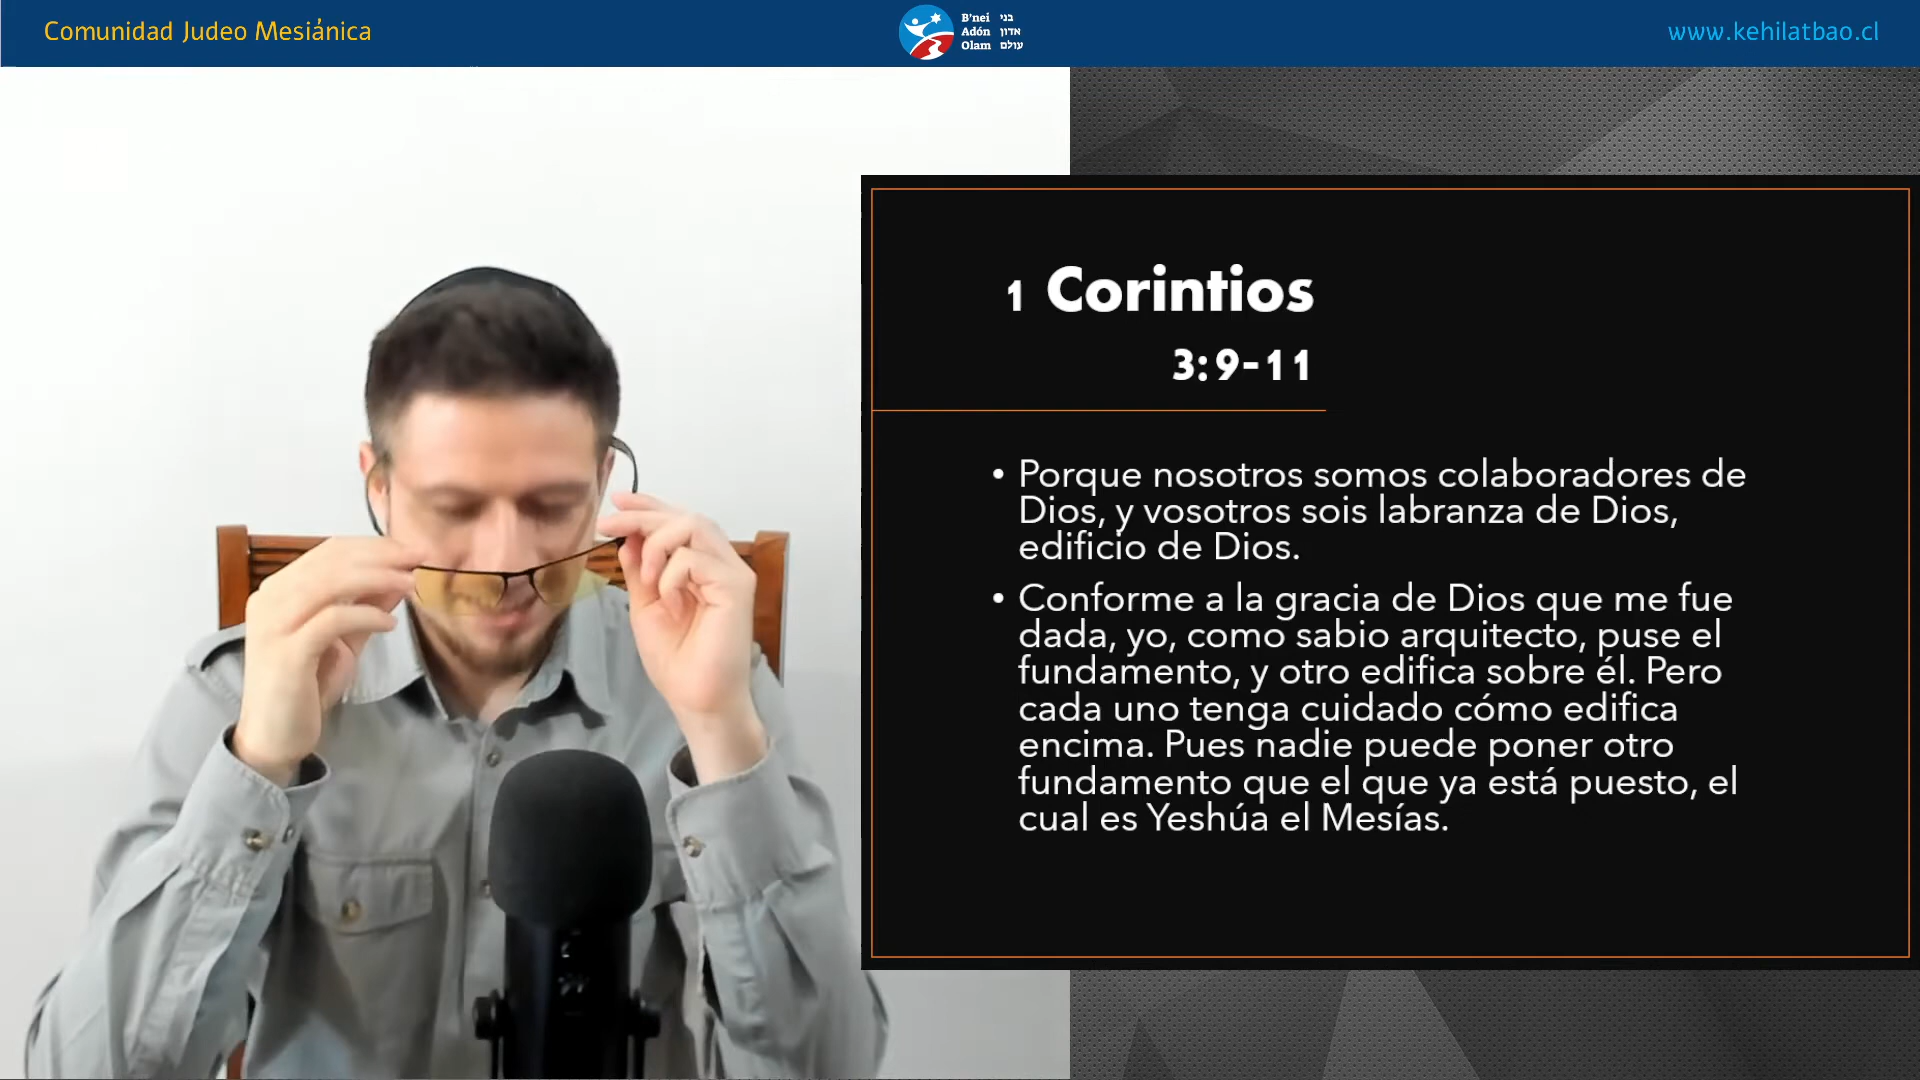 Comunidad Judeo Mesiánica
B'nei בני
Adón אדון
Olam עולם
www.kehilatbao.cl
1 Corintios
3:9-11
• Porque nosotros somos colaboradores de
Dios, y vosotros sois labranza de Dios,
edificio de Dios.
• Conforme a la gracia de Dios que me fue
dada, yo, como sabio arquitecto, puse el
fundamento, y otro edifica sobre él. Pero
cada uno tenga cuidado cómo edifica
encima. Pues nadie puede poner otro
fundamento que el que ya está puesto, el
cual es Yeshúa el Mesías.